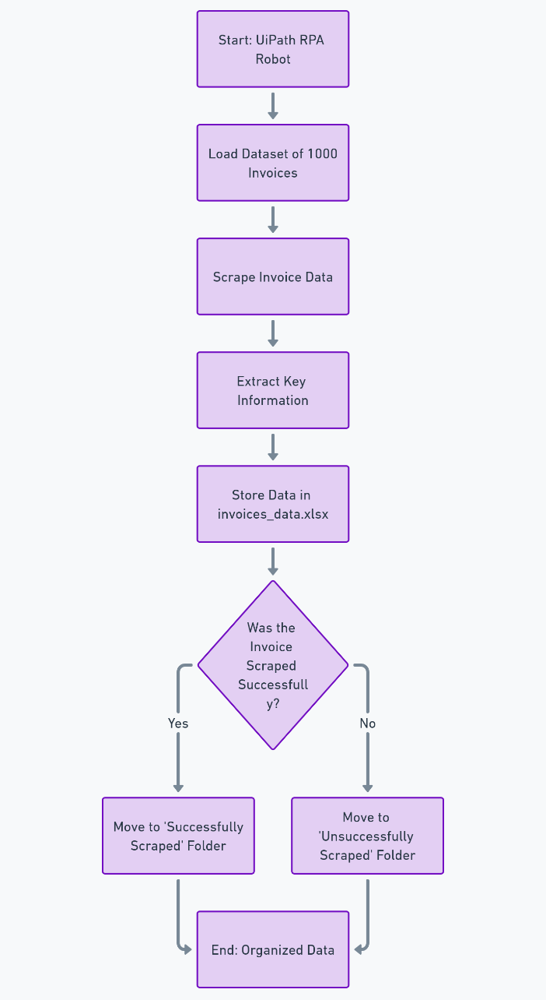 Start: UiPath RPA
Robot
Load Dataset of 1000
Invoices
Scrape Invoice Data
Extract Key
Information
Store Data in
invoices_data.xlsx
Was the
Invoice
Scraped
Successfull
y?
Yes
No
Move to 'Successfully
Scraped' Folder
Move to
'Unsuccessfully
Scraped' Folder
End: Organized Data